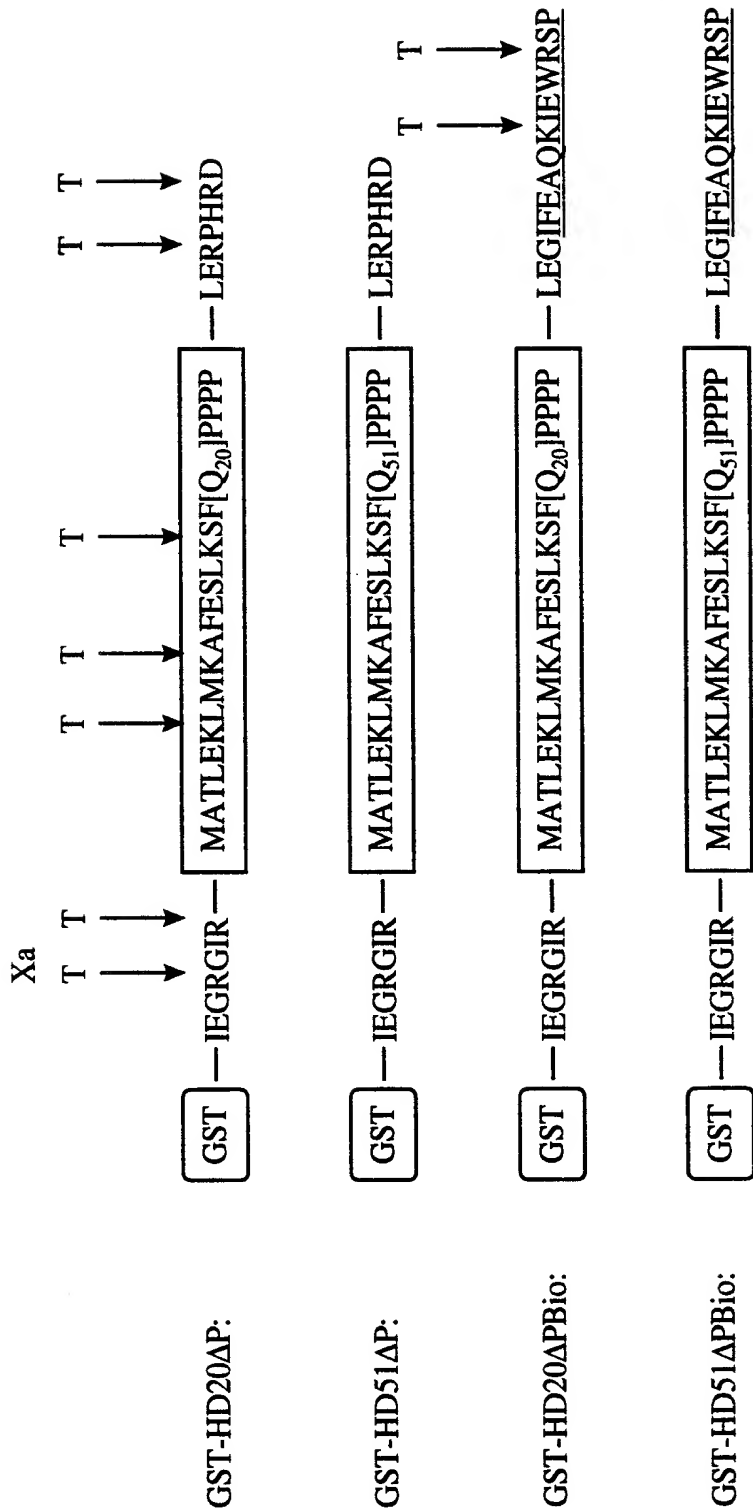 Xa
T T T T T T T
GST-HD20ΔP: GST — IEGRGIR — MATLEKLMKAFESLKSF[Q20]PPPP — LERPHRD
GST-HD51ΔP: GST — IEGRGIR — MATLEKLMKAFESLKSF[Q51]PPPP — LERPHRD
T T
GST-HD20ΔPBio: GST — IEGRGIR — MATLEKLMKAFESLKSF[Q20]PPPP — LEGIFEAQKIEWRSP
GST-HD51ΔPBio: GST — IEGRGIR — MATLEKLMKAFESLKSF[Q51]PPPP — LEGIFEAQKIEWRSP